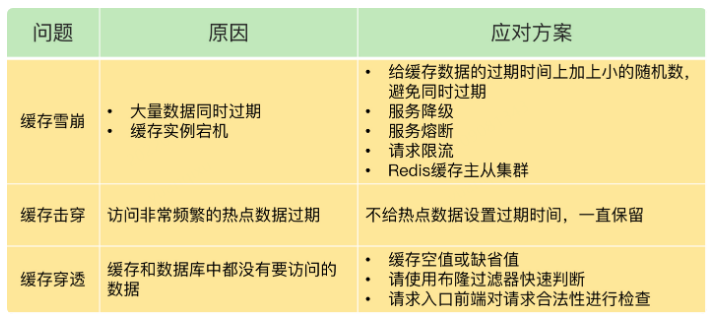 问题
原因
应对方案
缓存雪崩
• 大量数据同时过期
• 缓存实例宕机
• 给缓存数据的过期时间上加上小的随机数，
避免同时过期
• 服务降级
• 服务熔断
• 请求限流
• Redis缓存主从集群
缓存击穿
访问非常频繁的热点数据过期
不给热点数据设置过期时间，一直保留
缓存穿透
缓存和数据库中都没有要访问的
数据
• 缓存空值或缺省值
• 请使用布隆过滤器快速判断
• 请求入口前端对请求合法性进行检查